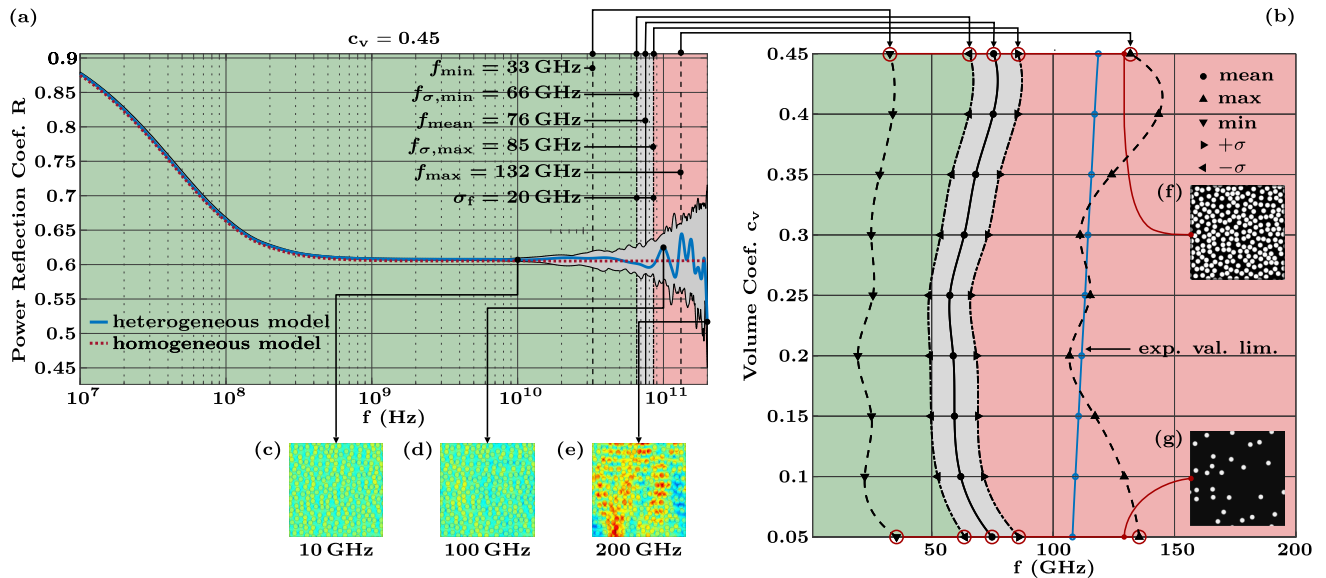 (a)
c_v = 0.45
Power Reflection Coef. R
0.9
0.85
0.8
0.75
0.7
0.65
0.6
0.55
0.5
0.45
f_min = 33 GHz
f_σ,min = 66 GHz
f_mean = 76 GHz
f_σ,max = 85 GHz
f_max = 132 GHz
σ_f = 20 GHz
heterogeneous model
homogeneous model
10^7
10^8
10^9
10^10
10^11
f (Hz)
(c)
10 GHz
(d)
100 GHz
(e)
200 GHz
(b)
Volume Coef. c_v
0.45
0.4
0.35
0.3
0.25
0.2
0.15
0.1
0.05
mean
max
min
+σ
−σ
(f)
exp. val. lim.
(g)
50
100
150
200
f (GHz)